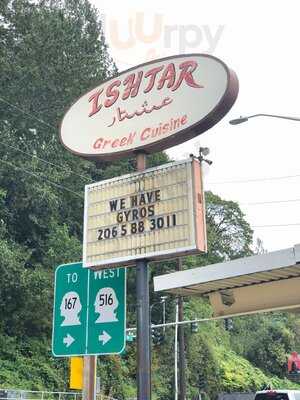 ISHTAR
عشتار
Greek Cuisine
WE HAVE
GYROS
206 588 3011
TO WEST
167 516